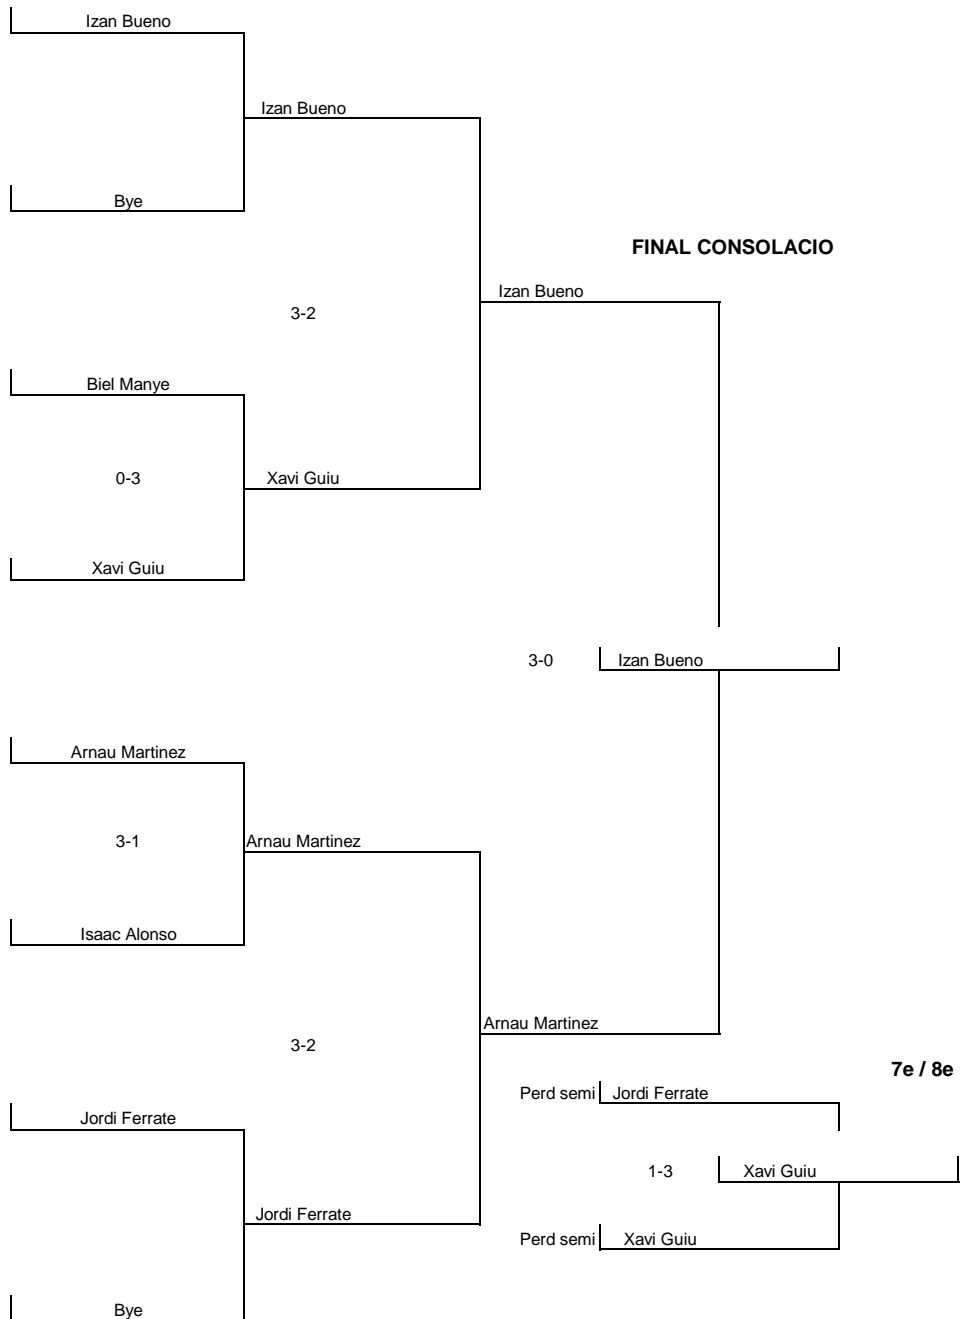 Izan Bueno
Izan Bueno
Bye
FINAL CONSOLACIO
Izan Bueno
3-2
Biel Manye
0-3
Xavi Guiu
Xavi Guiu
3-0
Izan Bueno
Arnau Martinez
3-1
Arnau Martinez
Isaac Alonso
Arnau Martinez
3-2
7e / 8e
Perd semi
Jordi Ferrate
Jordi Ferrate
1-3
Xavi Guiu
Jordi Ferrate
Perd semi
Xavi Guiu
Bye